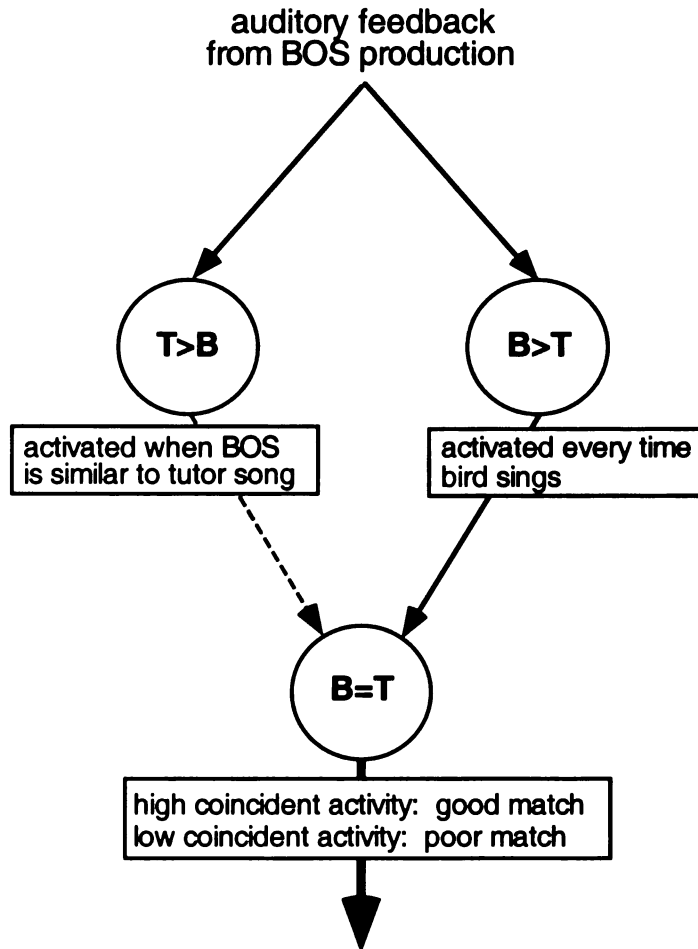 auditory feedback
from BOS production
T>B
B>T
activated when BOS
is similar to tutor song
activated every time
bird sings
B=T
high coincident activity: good match
low coincident activity: poor match